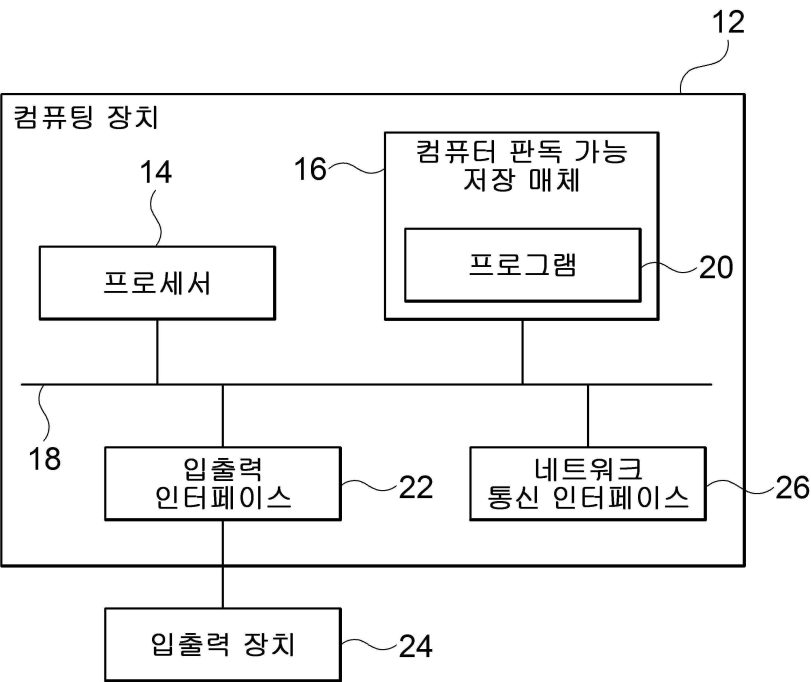 12
컴퓨팅 장치
14
16
컴퓨터 판독 가능
저장 매체
프로세서
프로그램
20
18
입출력
인터페이스
22
네트워크
통신 인터페이스
26
입출력 장치
24